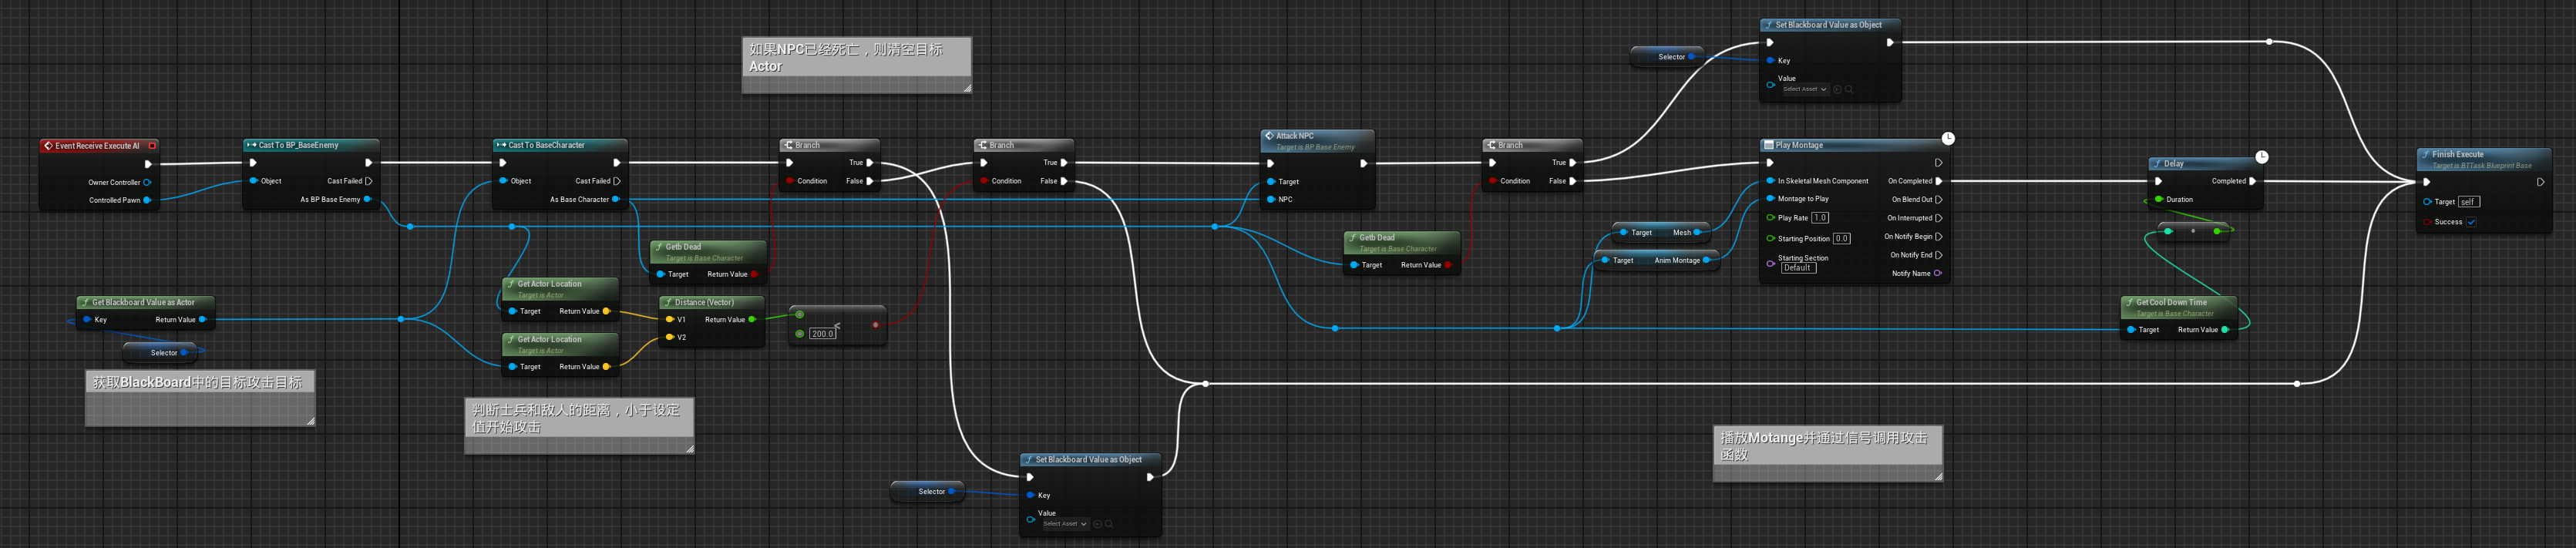 Set Blackboard Value as Object
Selector
Key
Value
Select Asset
如果NPC已经死亡，则清空目标
Actor
Event Receive Execute AI
Owner Controller
Controlled Pawn
Cast To BP_BaseEnemy
Object
Cast Failed
As BP Base Enemy
Cast To BaseCharacter
Object
Cast Failed
As Base Character
Branch
True
Condition
False
Branch
True
Condition
False
Attack NPC
Target is BP Base Enemy
Target
NPC
Branch
True
Condition
False
Play Montage
In Skeletal Mesh Component
On Completed
Montage to Play
On Blend Out
Play Rate 1.0
On Interrupted
Starting Position 0.0
On Notify Begin
Starting Section
Default
On Notify End
Notify Name
Delay
Completed
Duration
Finish Execute
Target is BTTask Blueprint Base
Target self
Success
Getb Dead
Target is Base Character
Target
Return Value
Getb Dead
Target is Base Character
Target
Return Value
Target
Mesh
Target
Anim Montage
Get Blackboard Value as Actor
Key
Return Value
Selector
Get Actor Location
Target is Actor
Target
Return Value
Get Actor Location
Target is Actor
Target
Return Value
Distance (Vector)
V1
Return Value
V2
<
200.0
Get Cool Down Time
Target is Base Character
Target
Return Value
获取BlackBoard中的目标攻击目标
判断士兵和敌人的距离，小于设定
值开始攻击
播放Motange并通过信号调用攻击
函数
Set Blackboard Value as Object
Selector
Key
Value
Select Asset